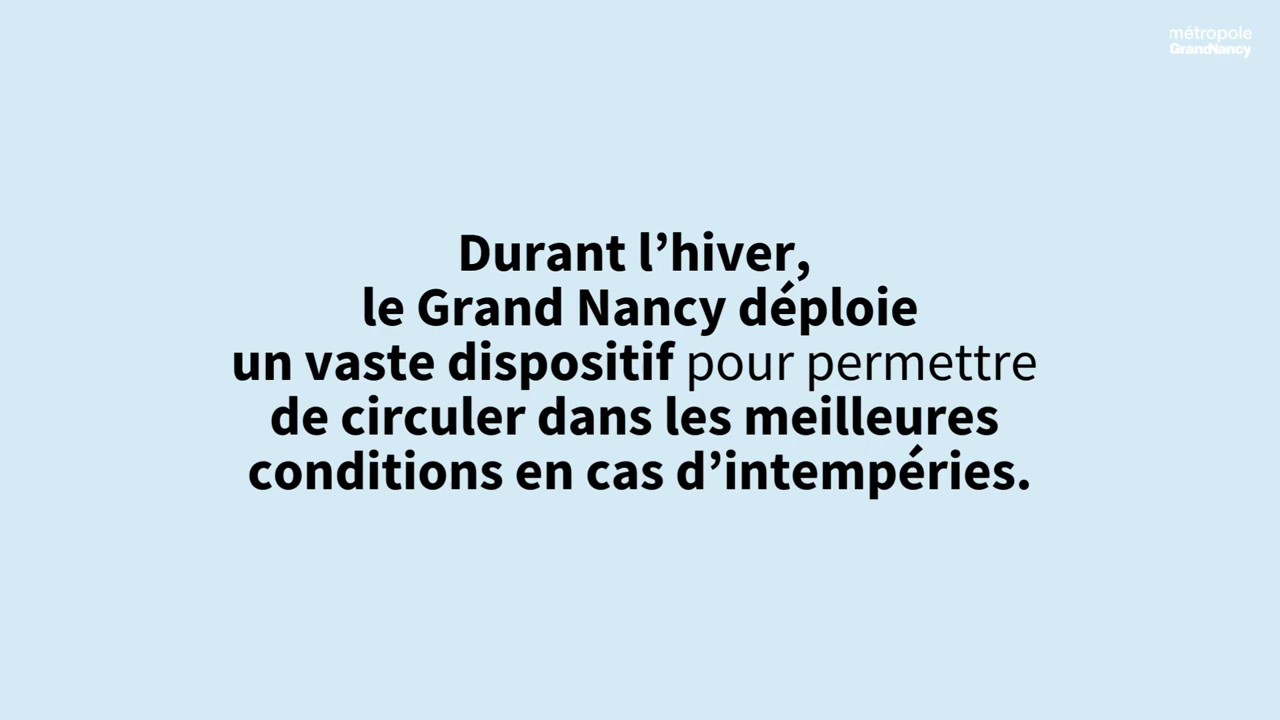 métropole
GrandNancy
Durant l’hiver,
le Grand Nancy déploie
un vaste dispositif pour permettre
de circuler dans les meilleures
conditions en cas d’intempéries.